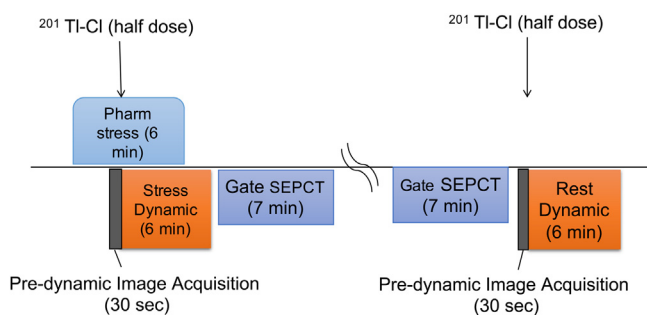 ²⁰¹ Tl-Cl (half dose)
²⁰¹ Tl-Cl (half dose)
Pharm
stress (6
min)
Stress
Dynamic
(6 min)
Gate SEPCT
(7 min)
Gate SEPCT
(7 min)
Rest
Dynamic
(6 min)
Pre-dynamic Image Acquisition
(30 sec)
Pre-dynamic Image Acquisition
(30 sec)